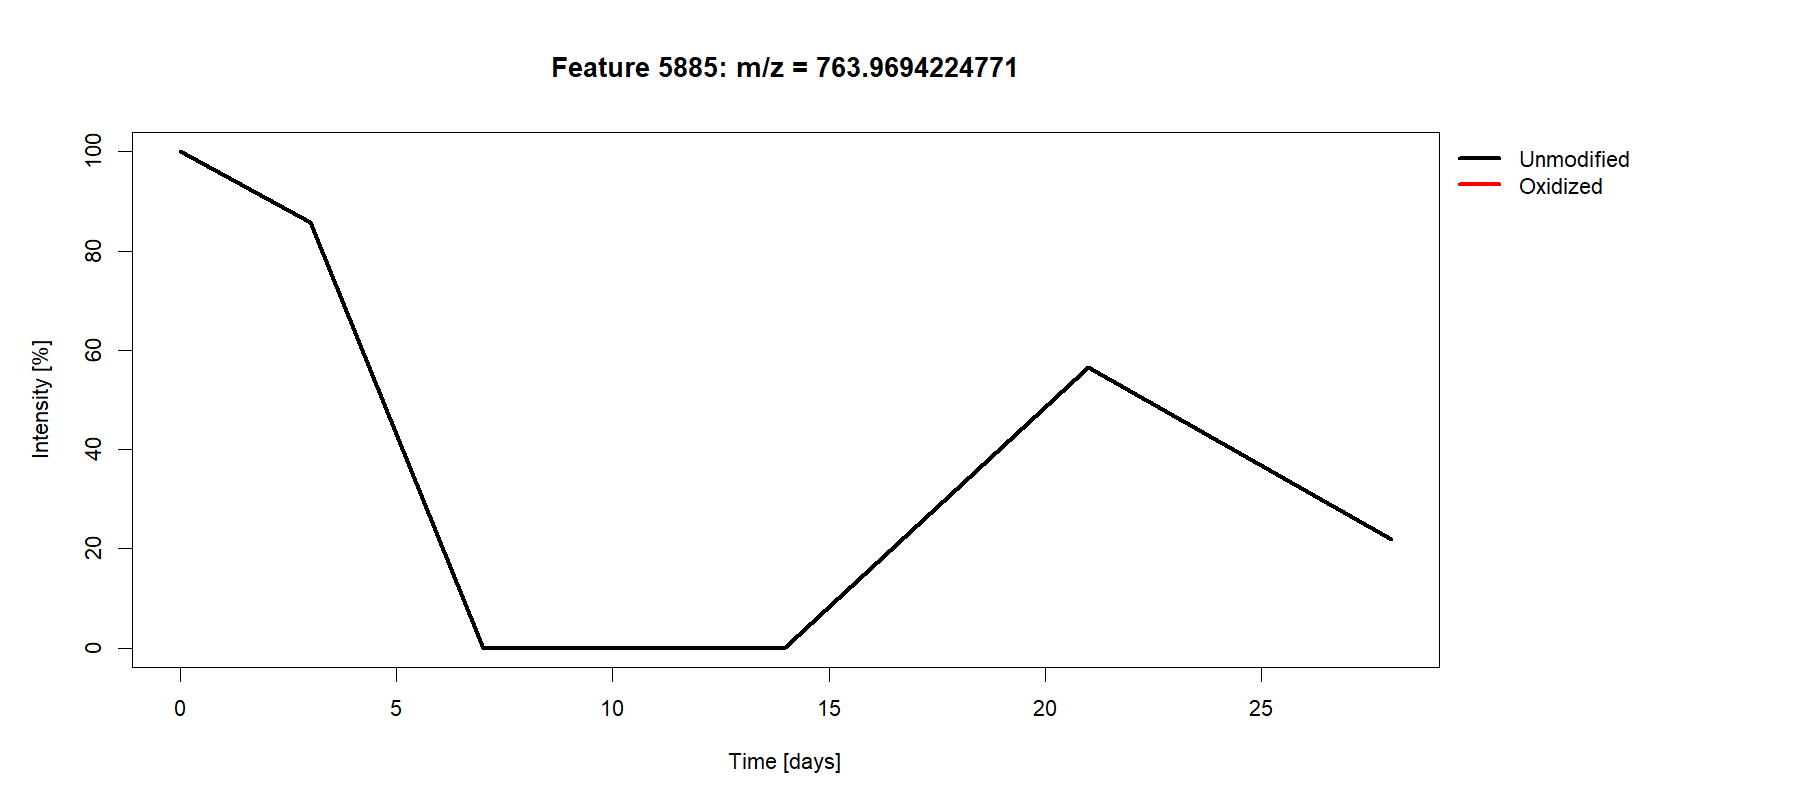 Feature 5885: m/z = 763.9694224771
Unmodified
Oxidized
Intensity [%]
100
80
60
40
20
0
0 5 10 15 20 25
Time [days]